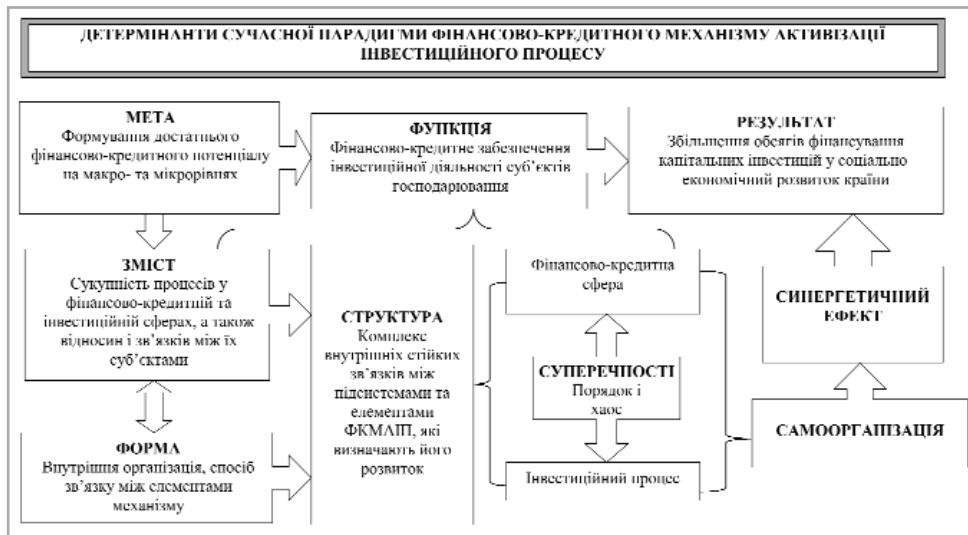 ДЕТЕРМІНАНТИ СУЧАСНОЇ ПАРАДИГМИ ФІНАНСОВО-КРЕДИТНОГО МЕХАНІЗМУ АКТИВІЗАЦІЇ
ІНВЕСТИЦІЙНОГО ПРОЦЕСУ
МЕТА
Формування достатнього
фінансово-кредитного потенціалу
на макро- та мікрорівнях
ФУНКЦІЯ
Фінансово-кредитне забезпечення
інвестиційної діяльності суб’єктів
господарювання
РЕЗУЛЬТАТ
Збільшення обсягів фінансування
капітальних інвестицій у соціально
економічний розвиток країни
ЗМІСТ
Сукупність процесів у
фінансово-кредитній та
інвестиційній сферах, а також
відносин і зв’язків між їх
суб’єктами
ФОРМА
Внутрішня організація, спосіб
зв’язку між елементами
механізму
СТРУКТУРА
Комплекс
внутрішніх стійких
зв’язків між
підсистемами та
елементами
ФКМАІП, які
визначають його
розвиток
Фінансово-кредитна
сфера
СУПЕРЕЧНОСТІ
Порядок і
хаос
Інвестиційний процес
СИНЕРГЕТИЧНИЙ
ЕФЕКТ
САМООРГАНІЗАЦІЯ